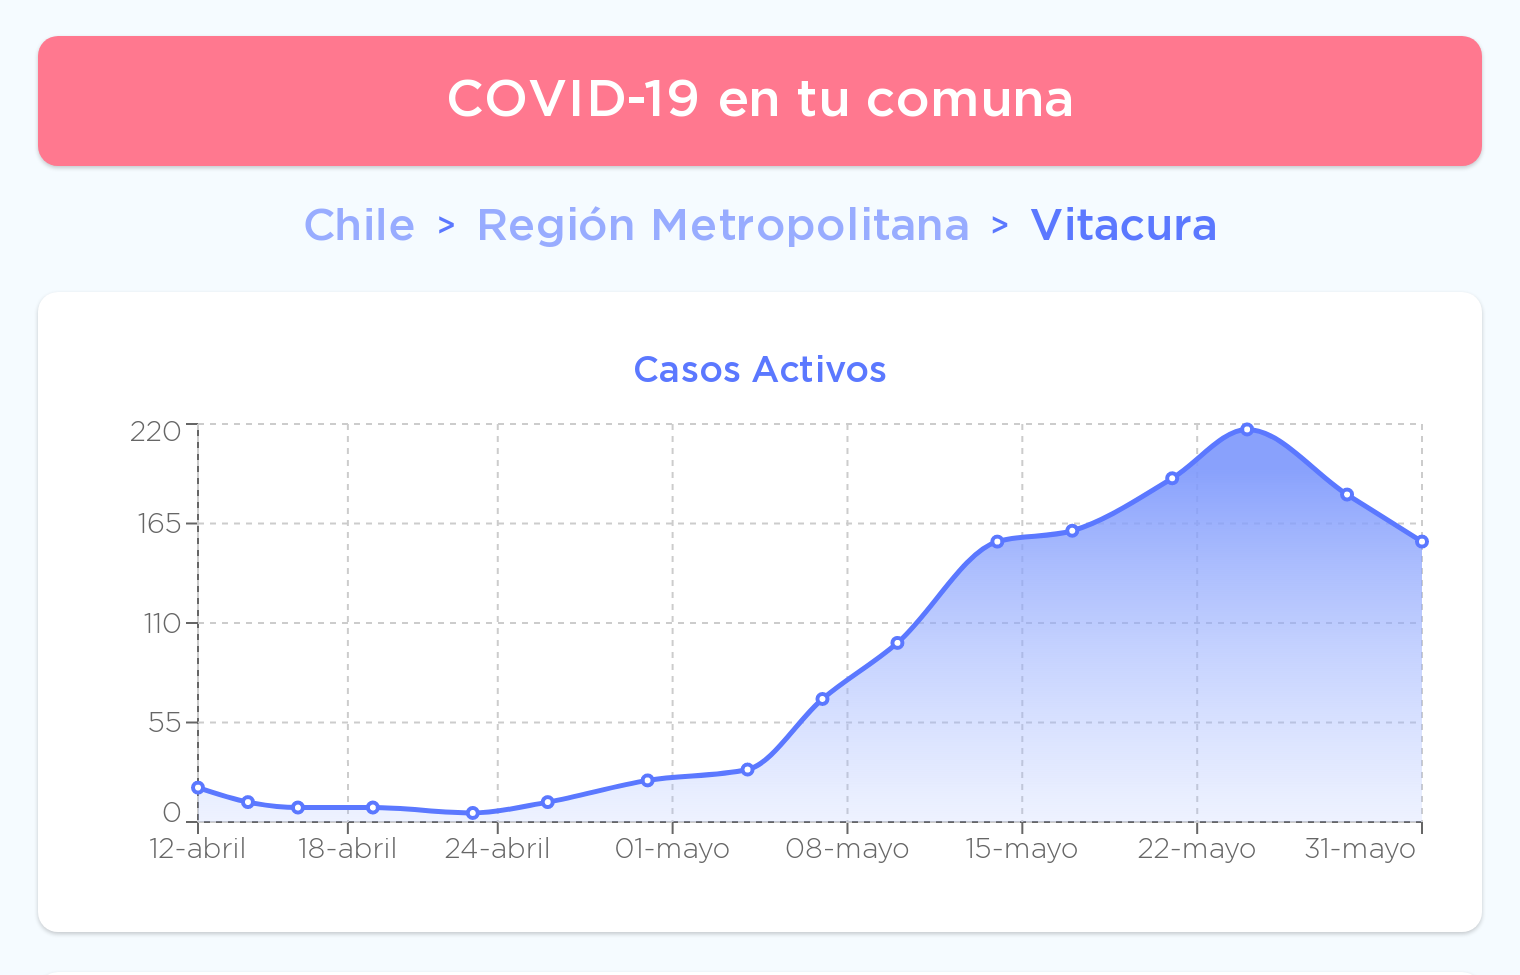 COVID-19 en tu comuna
Chile > Región Metropolitana > Vitacura
Casos Activos
220
165
110
55
0
12-abril 18-abril 24-abril 01-mayo 08-mayo 15-mayo 22-mayo 31-mayo